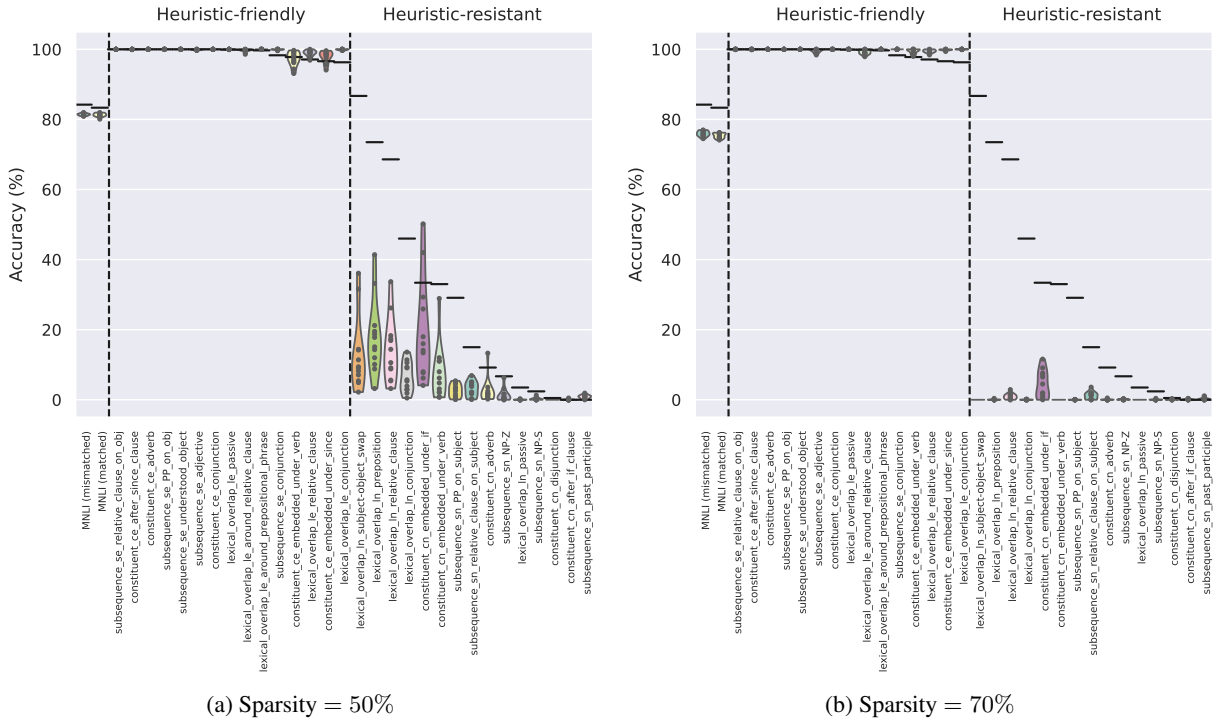 Heuristic-friendly
Heuristic-resistant
Accuracy (%)
100
80
60
40
20
0
MNLI (mismatched)
MNLI (matched)
subsequence_se_relative_clause_on_obj
constituent_ce_after_since_clause
constituent_ce_adverb
subsequence_se_PP_on_obj
subsequence_se_understood_object
subsequence_se_adjective
constituent_ce_conjunction
lexical_overlap_le_passive
lexical_overlap_le_around_relative_clause
lexical_overlap_le_around_prepositional_phrase
subsequence_se_conjunction
constituent_ce_embedded_under_verb
lexical_overlap_le_relative_clause
constituent_ce_embedded_under_since
lexical_overlap_le_conjunction
lexical_overlap_ln_subject-object_swap
lexical_overlap_ln_preposition
lexical_overlap_ln_relative_clause
lexical_overlap_ln_conjunction
constituent_cn_embedded_under_if
constituent_cn_embedded_under_verb
subsequence_sn_PP_on_subject
subsequence_sn_relative_clause_on_subject
constituent_cn_adverb
subsequence_sn_NP-Z
lexical_overlap_ln_passive
subsequence_sn_NP-S
constituent_cn_disjunction
constituent_cn_after_if_clause
subsequence_sn_past_participle
(a) Sparsity = 50%
Heuristic-friendly
Heuristic-resistant
Accuracy (%)
100
80
60
40
20
0
MNLI (mismatched)
MNLI (matched)
subsequence_se_relative_clause_on_obj
constituent_ce_after_since_clause
constituent_ce_adverb
subsequence_se_PP_on_obj
subsequence_se_understood_object
subsequence_se_adjective
constituent_ce_conjunction
lexical_overlap_le_passive
lexical_overlap_le_around_relative_clause
lexical_overlap_le_around_prepositional_phrase
subsequence_se_conjunction
constituent_ce_embedded_under_verb
lexical_overlap_le_relative_clause
constituent_ce_embedded_under_since
lexical_overlap_le_conjunction
lexical_overlap_ln_subject-object_swap
lexical_overlap_ln_preposition
lexical_overlap_ln_relative_clause
lexical_overlap_ln_conjunction
constituent_cn_embedded_under_if
constituent_cn_embedded_under_verb
subsequence_sn_PP_on_subject
subsequence_sn_relative_clause_on_subject
constituent_cn_adverb
subsequence_sn_NP-Z
lexical_overlap_ln_passive
subsequence_sn_NP-S
constituent_cn_disjunction
constituent_cn_after_if_clause
subsequence_sn_past_participle
(b) Sparsity = 70%